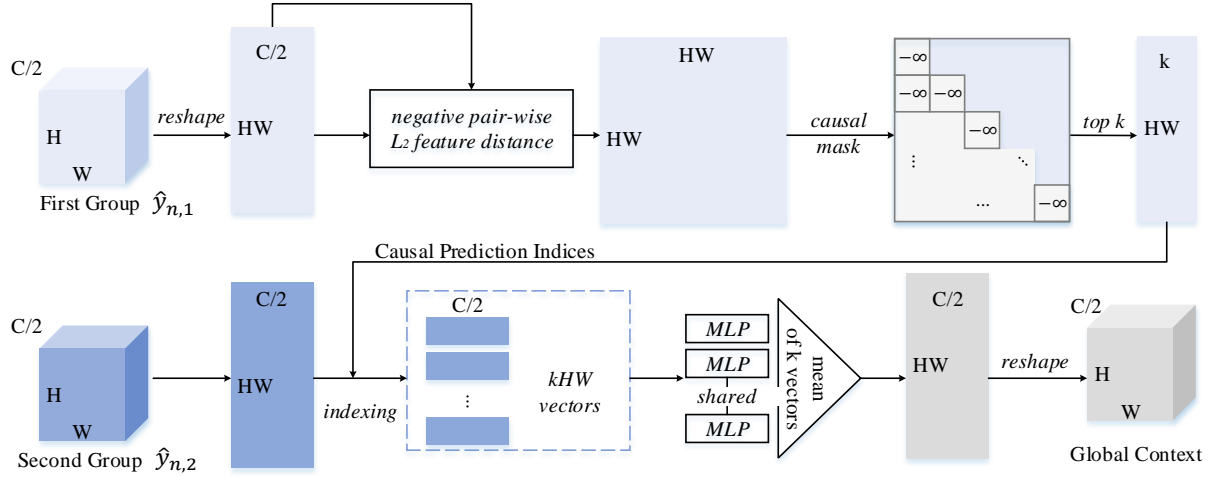 C/2
H
W
First Group ŷn,1
reshape
C/2
HW
negative pair-wise
L2 feature distance
HW
HW
causal
mask
−∞
−∞ −∞
−∞
⋮ ⋱
...
−∞
top k
k
HW
Causal Prediction Indices
C/2
H
W
Second Group ŷn,2
C/2
HW
indexing
C/2
⋮
kHW
vectors
MLP
MLP
shared
MLP
mean
of k vectors
C/2
HW
reshape
C/2
H
W
Global Context